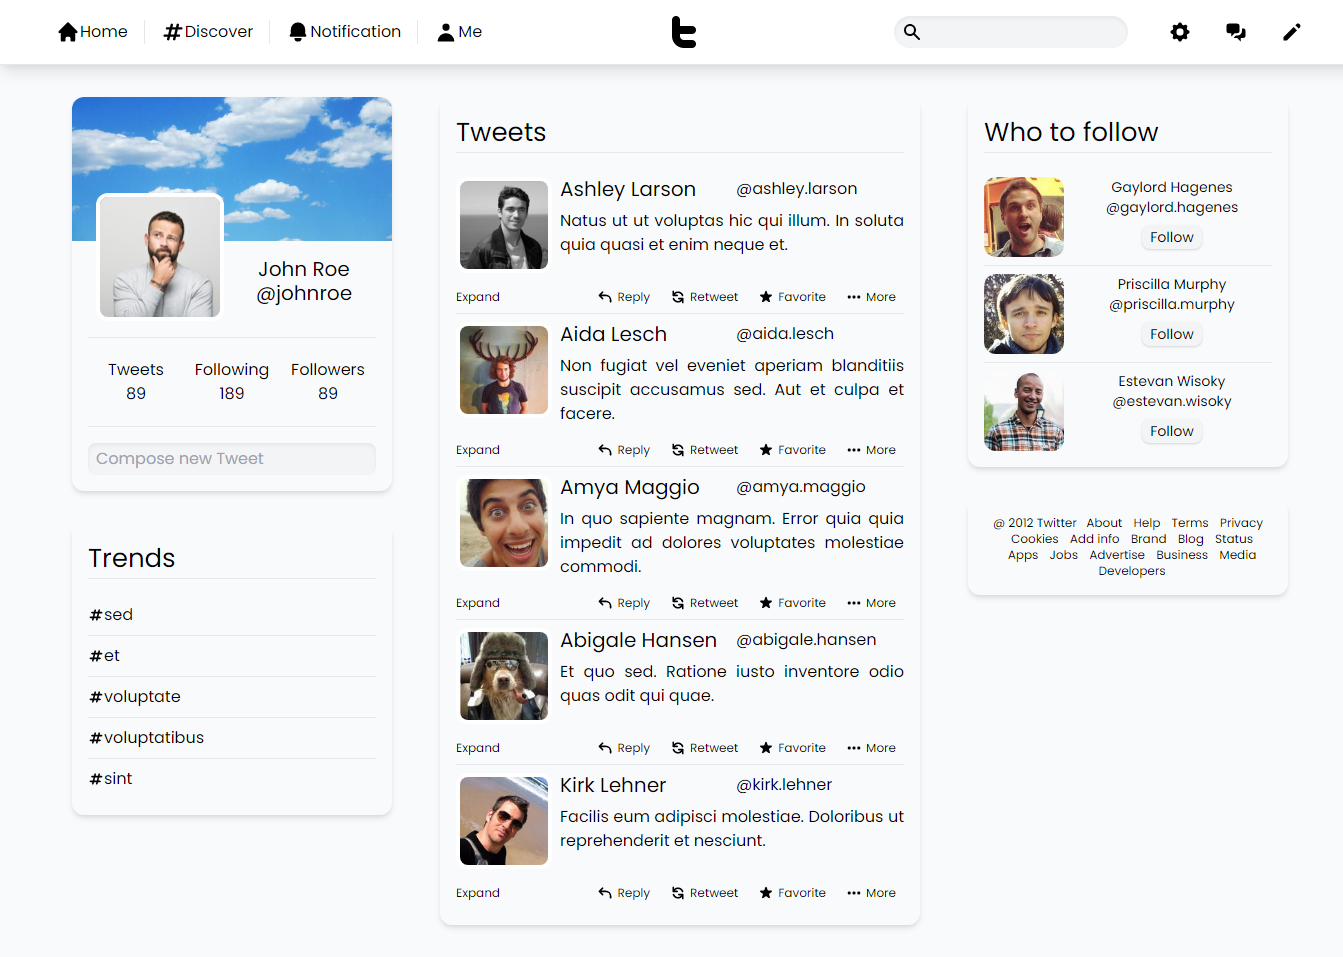 Home
Discover
Notification
Me
John Roe
@johnroe
Tweets
89
Following
189
Followers
89
Compose new Tweet
Trends
#sed
#et
#voluptate
#voluptatibus
#sint
Tweets
Ashley Larson @ashley.larson
Natus ut ut voluptas hic qui illum. In soluta
quia quasi et enim neque et.
Expand Reply Retweet Favorite More
Aida Lesch @aida.lesch
Non fugiat vel eveniet aperiam blanditiis
suscipit accusamus sed. Aut et culpa et
facere.
Expand Reply Retweet Favorite More
Amya Maggio @amya.maggio
In quo sapiente magnam. Error quia quia
impedit ad dolores voluptates molestiae
commodi.
Expand Reply Retweet Favorite More
Abigale Hansen @abigale.hansen
Et quo sed. Ratione iusto inventore odio
quas odit qui quae.
Expand Reply Retweet Favorite More
Kirk Lehner @kirk.lehner
Facilis eum adipisci molestiae. Doloribus ut
reprehenderit et nesciunt.
Expand Reply Retweet Favorite More
Who to follow
Gaylord Hagenes
@gaylord.hagenes
Follow
Priscilla Murphy
@priscilla.murphy
Follow
Estevan Wisoky
@estevan.wisoky
Follow
@ 2012 Twitter About Help Terms Privacy
Cookies Add info Brand Blog Status
Apps Jobs Advertise Business Media
Developers